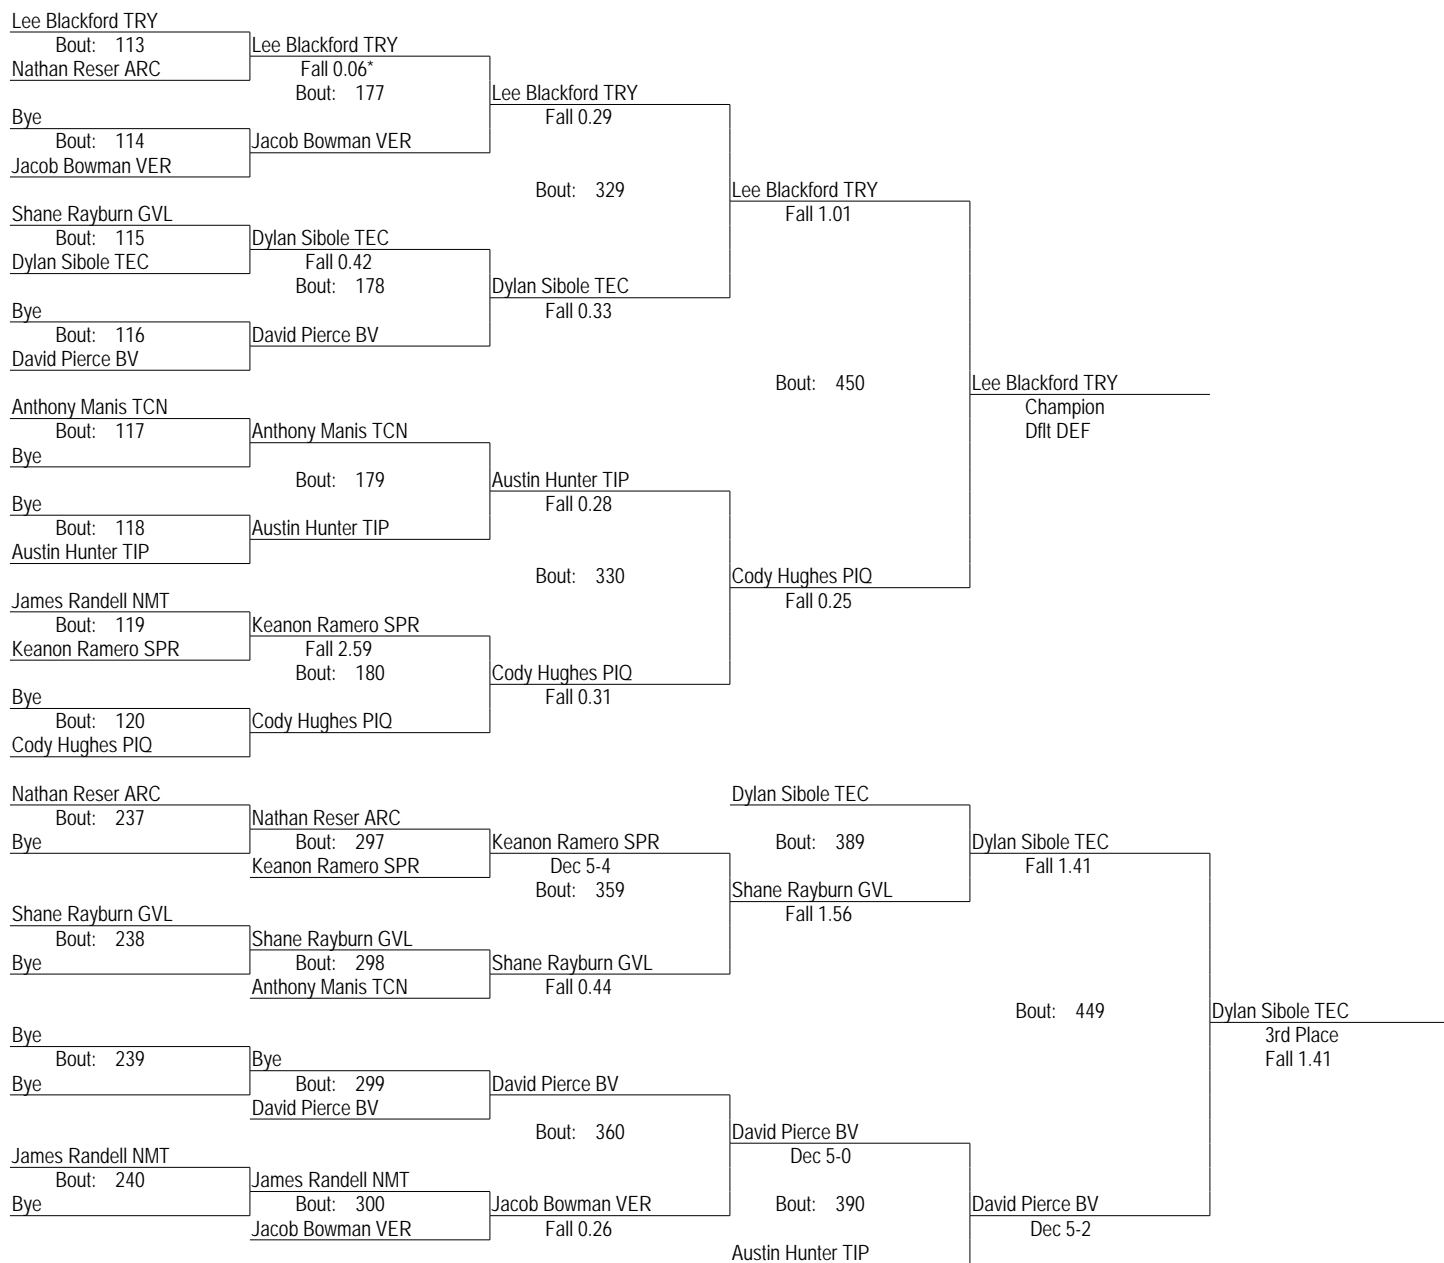 Lee Blackford TRY
Bout: 113
Nathan Reser ARC
Lee Blackford TRY
Fall 0.06*
Bout: 177
Bye
Bout: 114
Jacob Bowman VER
Jacob Bowman VER
Lee Blackford TRY
Fall 0.29
Bout: 329
Shane Rayburn GVL
Bout: 115
Dylan Sibole TEC
Dylan Sibole TEC
Fall 0.42
Bout: 178
Bye
Bout: 116
David Pierce BV
David Pierce BV
Dylan Sibole TEC
Fall 0.33
Lee Blackford TRY
Fall 1.01
Bout: 450
Anthony Manis TCN
Bout: 117
Bye
Anthony Manis TCN
Bout: 179
Bye
Bout: 118
Austin Hunter TIP
Austin Hunter TIP
Austin Hunter TIP
Fall 0.28
Bout: 330
James Randell NMT
Bout: 119
Keanon Ramero SPR
Keanon Ramero SPR
Fall 2.59
Bout: 180
Bye
Bout: 120
Cody Hughes PIQ
Cody Hughes PIQ
Cody Hughes PIQ
Fall 0.31
Cody Hughes PIQ
Fall 0.25
Lee Blackford TRY
Champion
Dflt DEF
Nathan Reser ARC
Bout: 237
Bye
Nathan Reser ARC
Bout: 297
Keanon Ramero SPR
Keanon Ramero SPR
Dec 5-4
Bout: 359
Shane Rayburn GVL
Bout: 238
Bye
Shane Rayburn GVL
Bout: 298
Anthony Manis TCN
Shane Rayburn GVL
Fall 0.44
Dylan Sibole TEC
Bout: 389
Shane Rayburn GVL
Fall 1.56
Dylan Sibole TEC
Fall 1.41
Bout: 449
Bye
Bout: 239
Bye
Bye
Bout: 299
David Pierce BV
David Pierce BV
Bout: 360
James Randell NMT
Bout: 240
Bye
James Randell NMT
Bout: 300
Jacob Bowman VER
Jacob Bowman VER
Fall 0.26
David Pierce BV
Dec 5-0
Bout: 390
Austin Hunter TIP
David Pierce BV
Dec 5-2
Dylan Sibole TEC
3rd Place
Fall 1.41